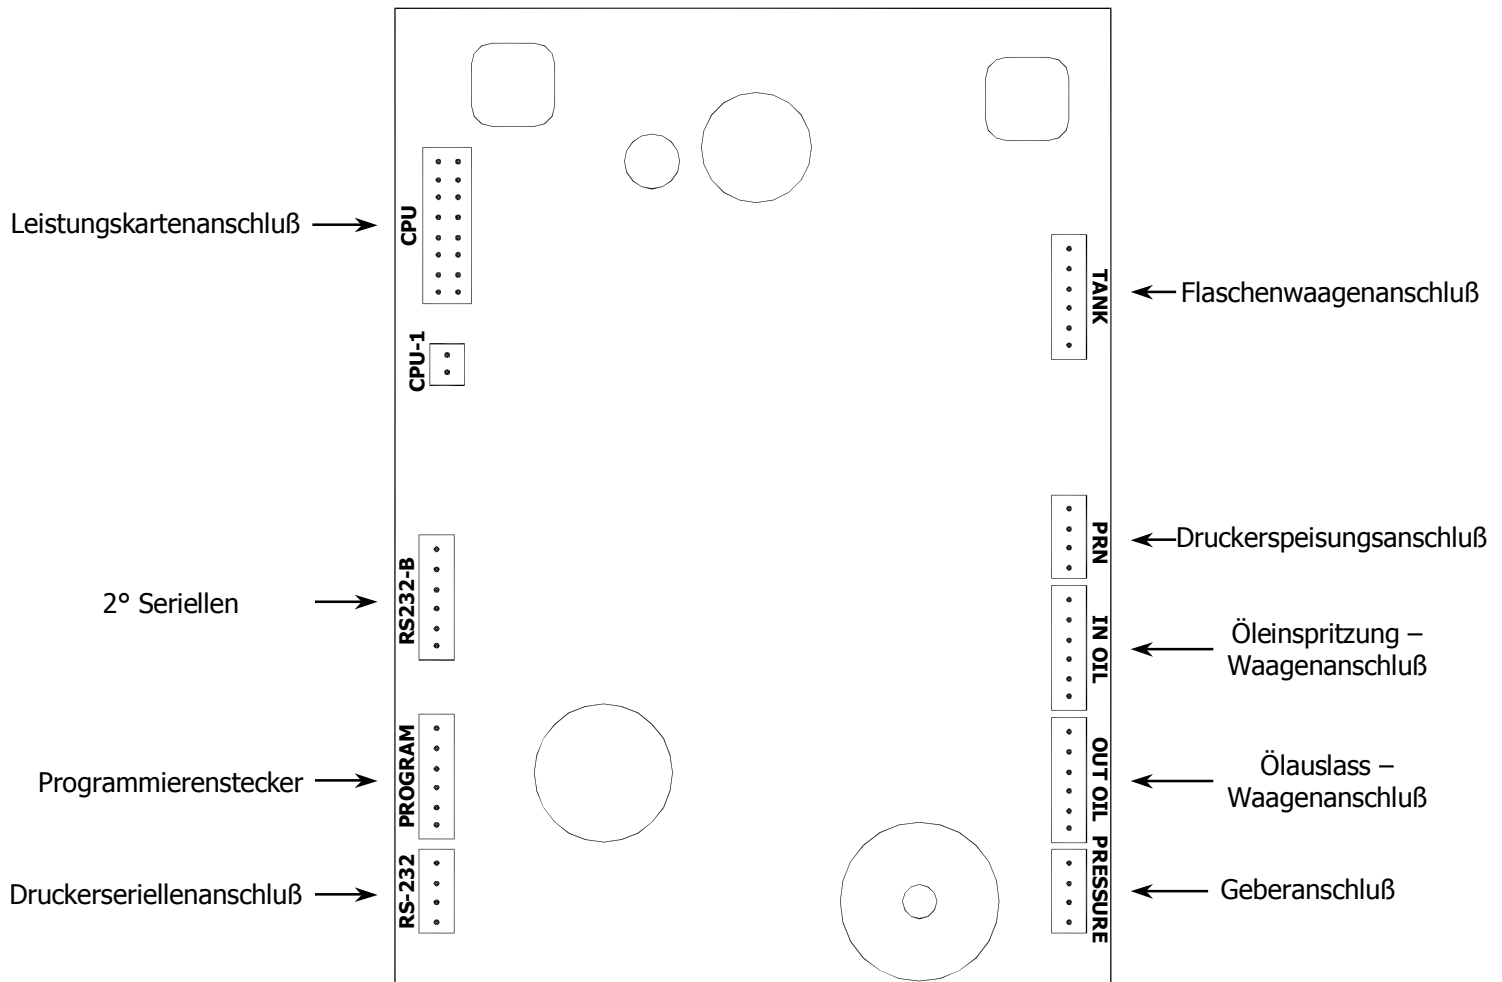 Leistungskartenanschluß
CPU
CPU-1
2° Seriellen
RS232-B
Programmierenstecker
PROGRAM
Druckerseriellenanschluß
RS-232
TANK
Flaschenwaagenanschluß
PRN
Druckerspeisungsanschluß
IN OIL
Öleinspritzung –
Waagenanschluß
OUT OIL
Ölauslass –
Waagenanschluß
PRESSURE
Geberanschluß